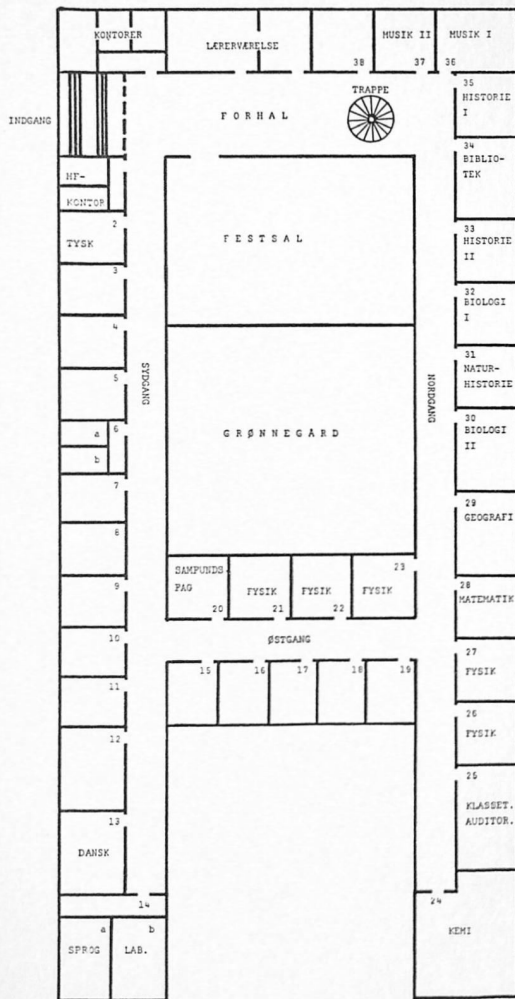 KONTORER
LÆRERVÆRELSE
38
MUSIK II
37
MUSIK I
36
INDGANG
FORHAL
TRAPPE
35
HISTORIE
I
34
BIBLIO-
TEK
HF-
KONTOR
2
TYSK
FESTSAL
33
HISTORIE
II
3
32
BIOLOGI
I
4
SYDGANG
NORDGANG
31
NATUR-
HISTORIE
5
a
6
b
GRØNNEGÅRD
30
BIOLOGI
II
7
8
29
GEOGRAFI
SAMFUNDS-
FAG
20
FYSIK
21
FYSIK
22
FYSIK
23
9
28
MATEMATIK
10
ØSTGANG
15
16
17
18
19
27
FYSIK
11
26
FYSIK
12
25
KLASSET.
AUDITOR.
13
DANSK
14
24
KEMI
a
SPROG
b
LAB.